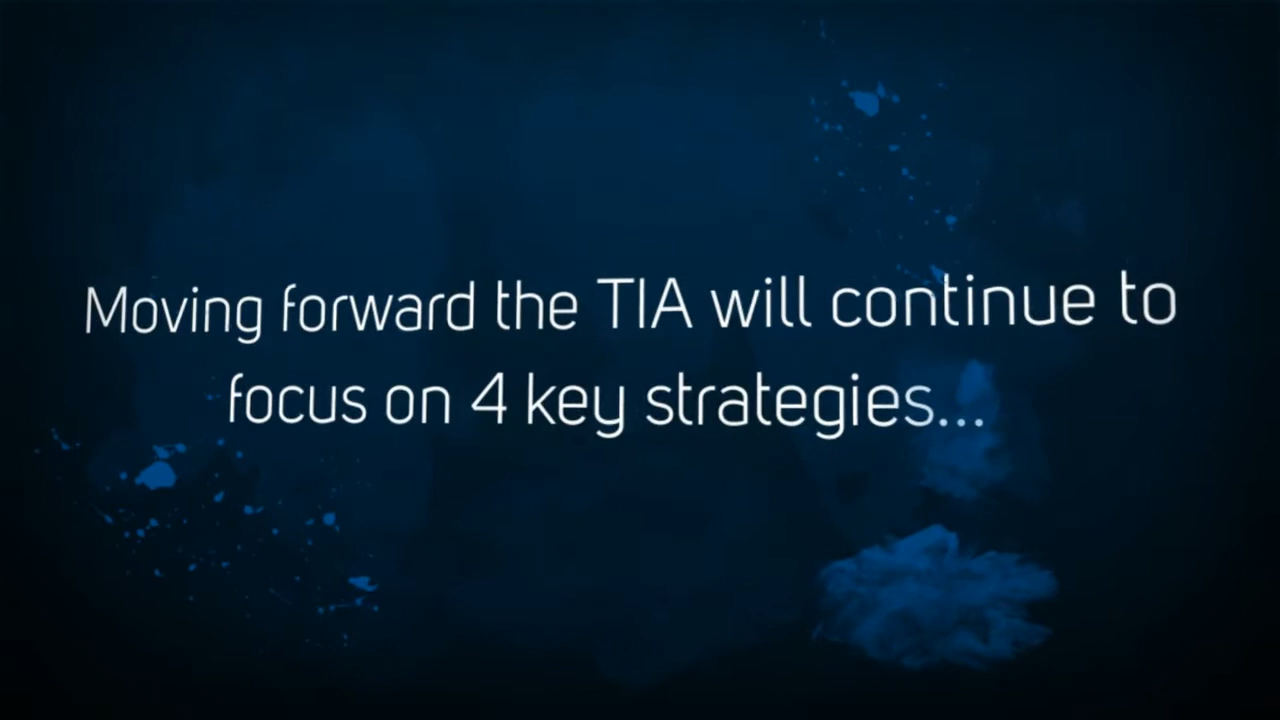 Moving forward the TIA will continue to
focus on 4 key strategies...